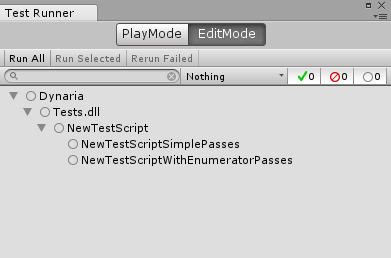 Test Runner
PlayMode EditMode
Run All Run Selected Rerun Failed
Nothing 0 0 0
Dynaria
Tests.dll
NewTestScript
NewTestScriptSimplePasses
NewTestScriptWithEnumeratorPasses